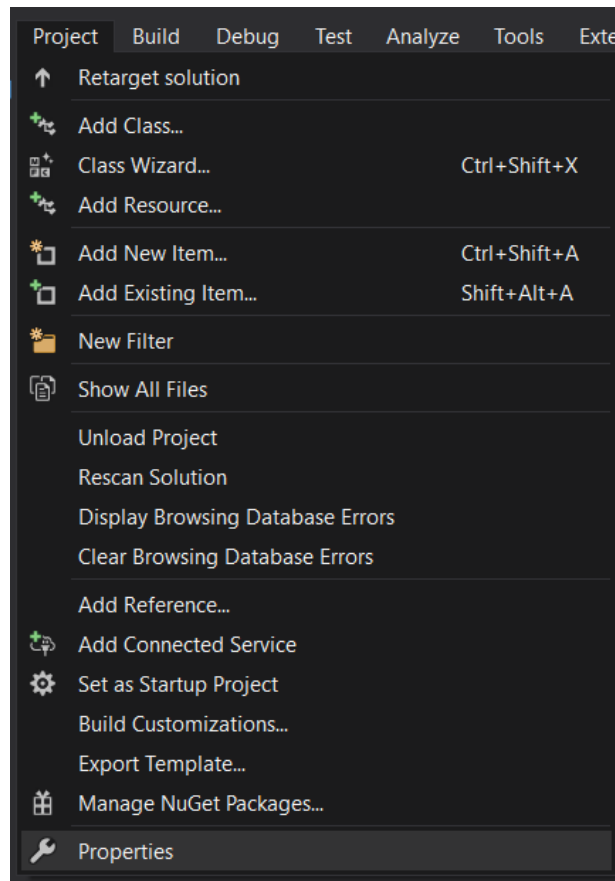 Project Build Debug Test Analyze Tools Exte
Retarget solution
Add Class...
Class Wizard... Ctrl+Shift+X
Add Resource...
Add New Item... Ctrl+Shift+A
Add Existing Item... Shift+Alt+A
New Filter
Show All Files
Unload Project
Rescan Solution
Display Browsing Database Errors
Clear Browsing Database Errors
Add Reference...
Add Connected Service
Set as Startup Project
Build Customizations...
Export Template...
Manage NuGet Packages...
Properties